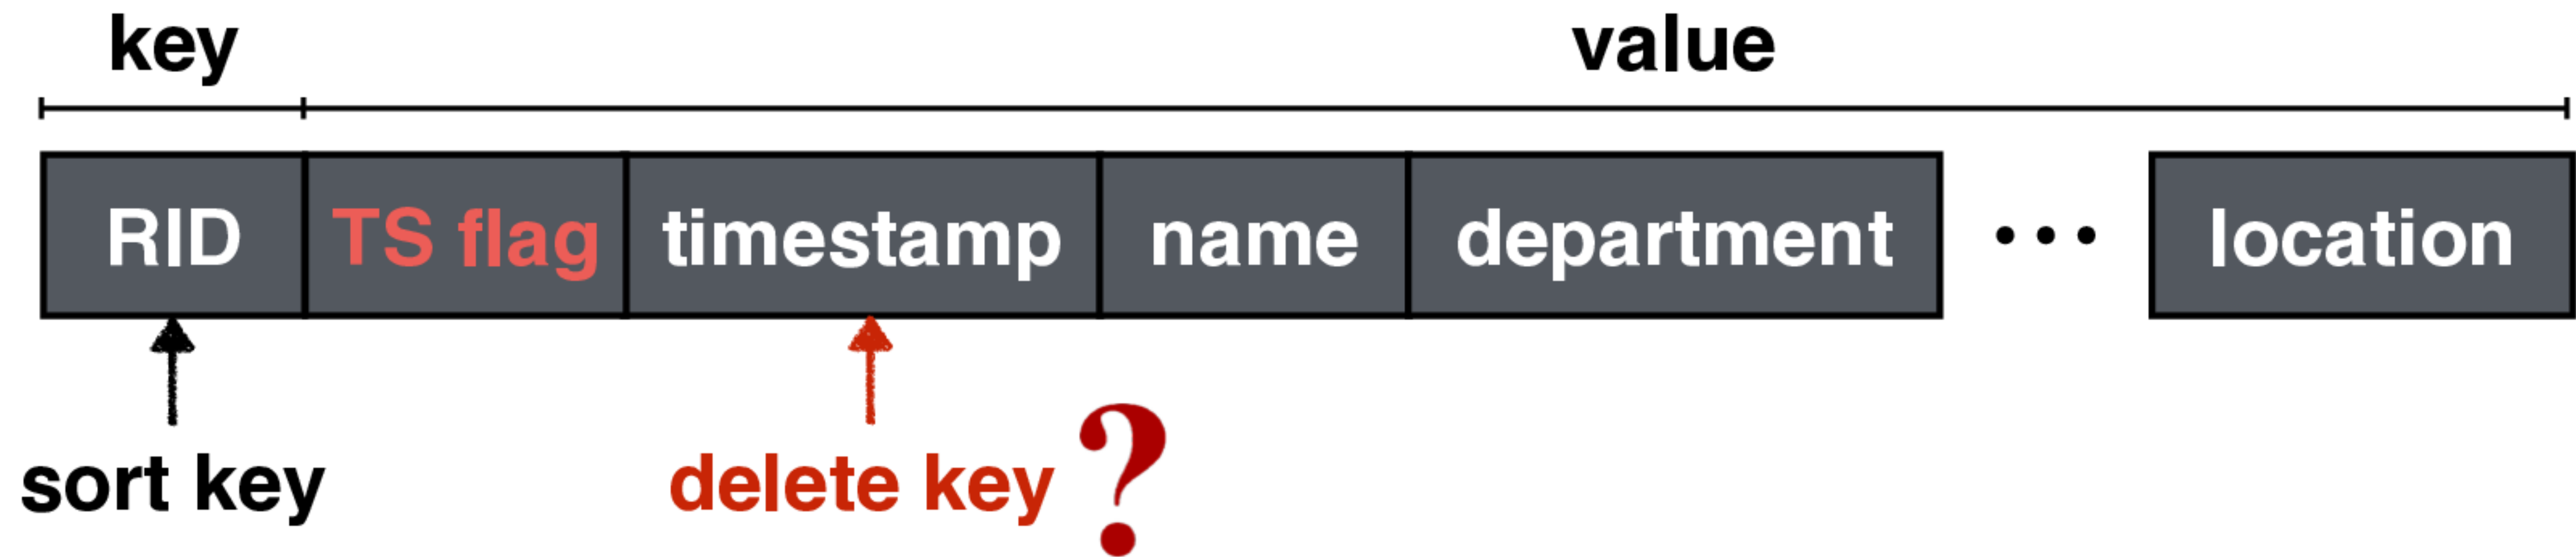 key value
RID TS flag timestamp name department ... location
sort key delete key ?